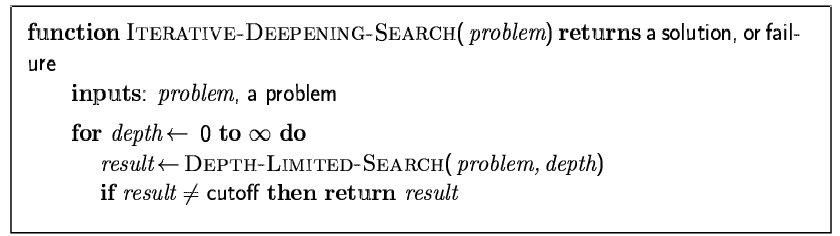 function ITERATIVE-DEEPENING-SEARCH( problem) returns a solution, or fail-
ure
inputs: problem, a problem
for depth ← 0 to ∞ do
result ← DEPTH-LIMITED-SEARCH( problem, depth)
if result ≠ cutoff then return result